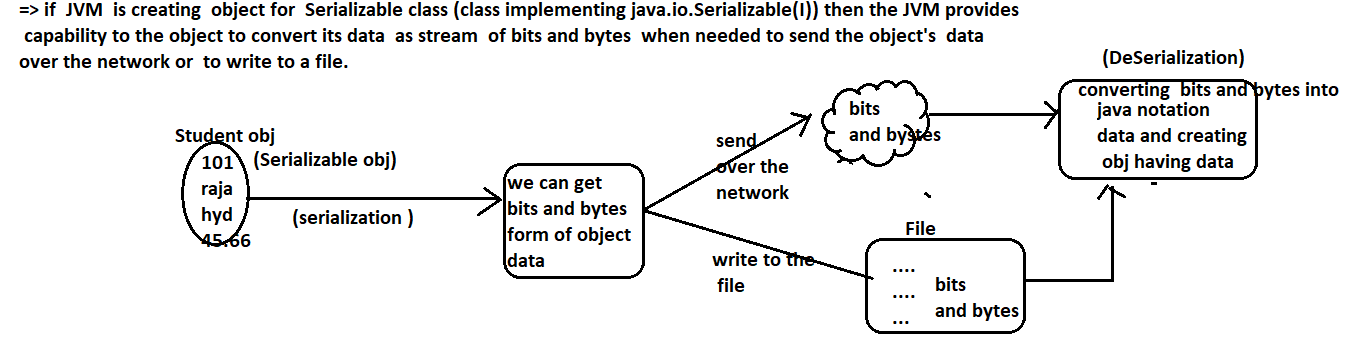 => if JVM is creating object for Serializable class (class implementing java.io.Serializable(I)) then the JVM provides
capability to the object to convert its data as stream of bits and bytes when needed to send the object's data
over the network or to write to a file.
Student obj
101
raja
hyd
45.66
(Serializable obj)
(serialization )
we can get
bits and bytes
form of object
data
send
over the
network
write to the
file
bits
and bystes
File
....
.... bits
and bytes
...
(DeSerialization)
converting bits and bytes into
java notation
data and creating
obj having data